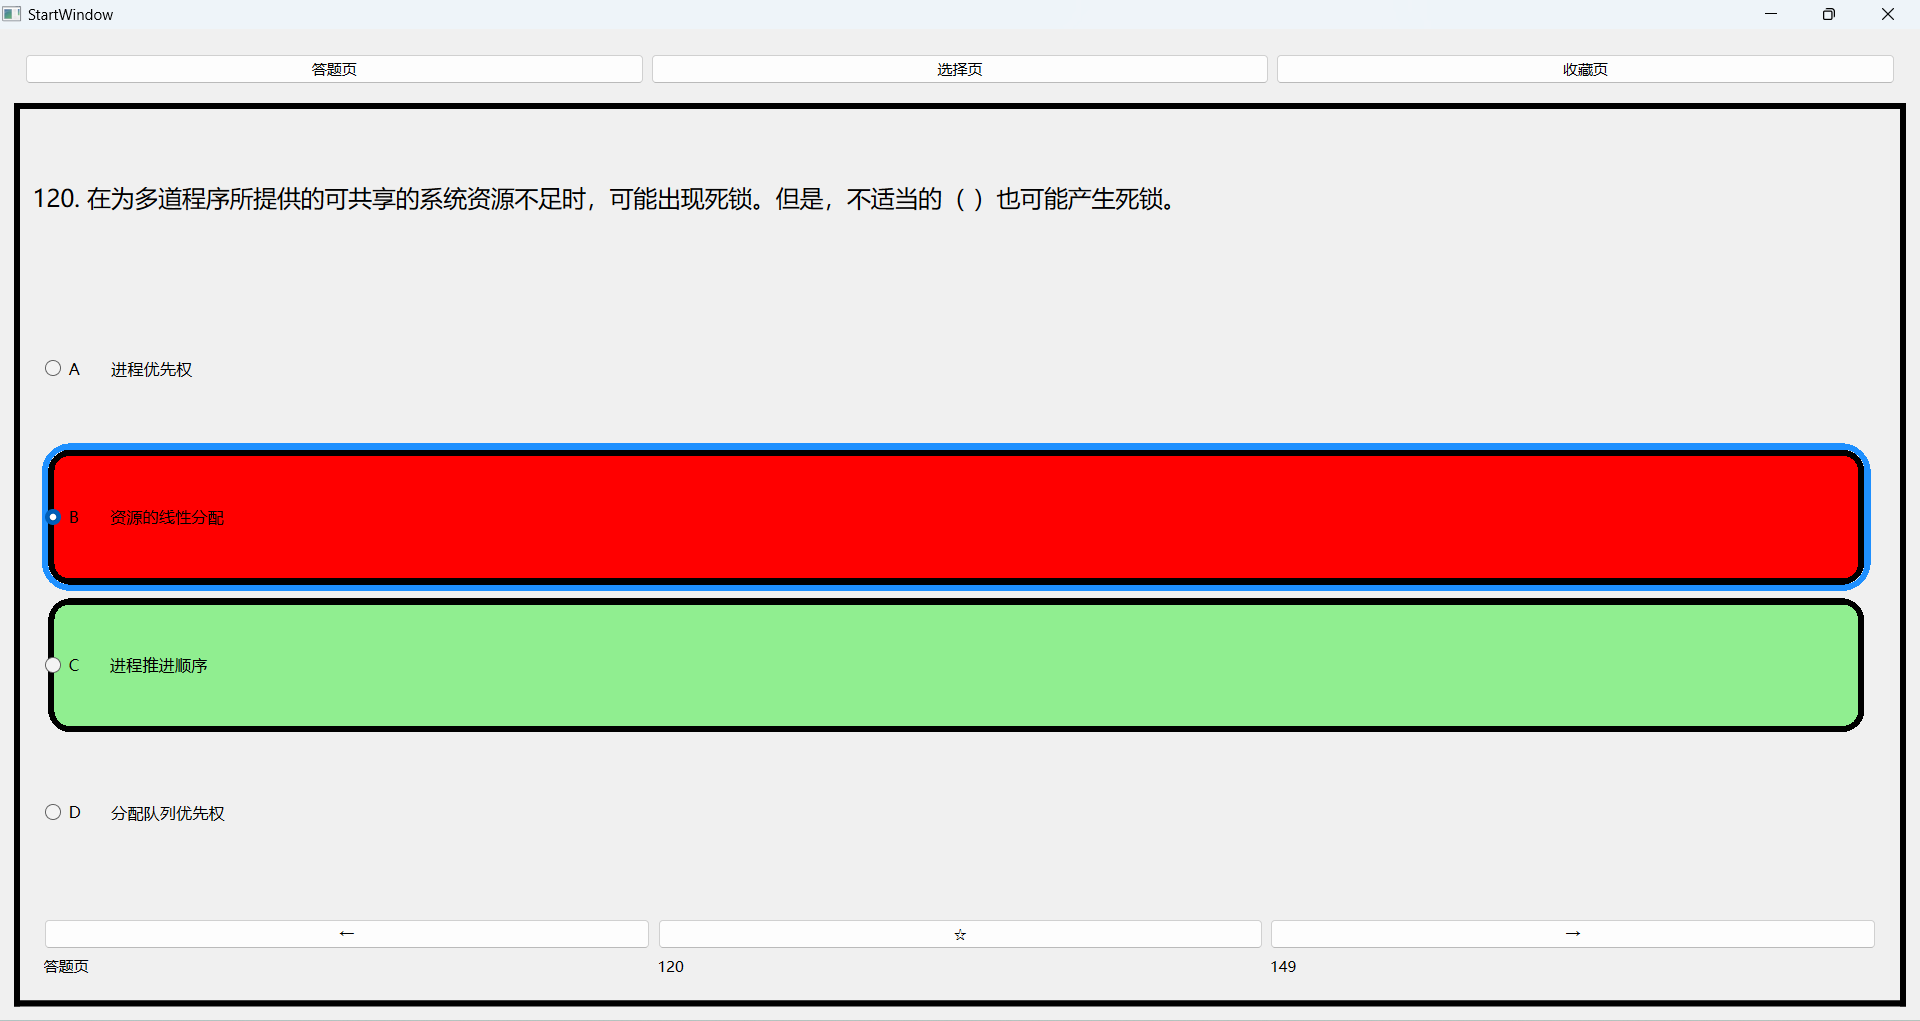 StartWindow
答题页
选择页
收藏页
120. 在为多道程序所提供的可共享的系统资源不足时，可能出现死锁。但是，不适当的（ ）也可能产生死锁。
A 进程优先权
B 资源的线性分配
C 进程推进顺序
D 分配队列优先权
← ☆ →
答题页 120 149